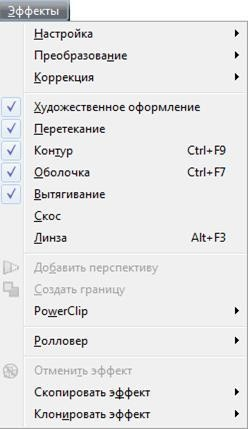 Эффекты
Настройка
Преобразование
Коррекция
Художественное оформление
Перетекание
Контур Ctrl+F9
Оболочка Ctrl+F7
Вытягивание
Скос
Линза Alt+F3
Добавить перспективу
Создать границу
PowerClip
Ролловер
Отменить эффект
Скопировать эффект
Клонировать эффект